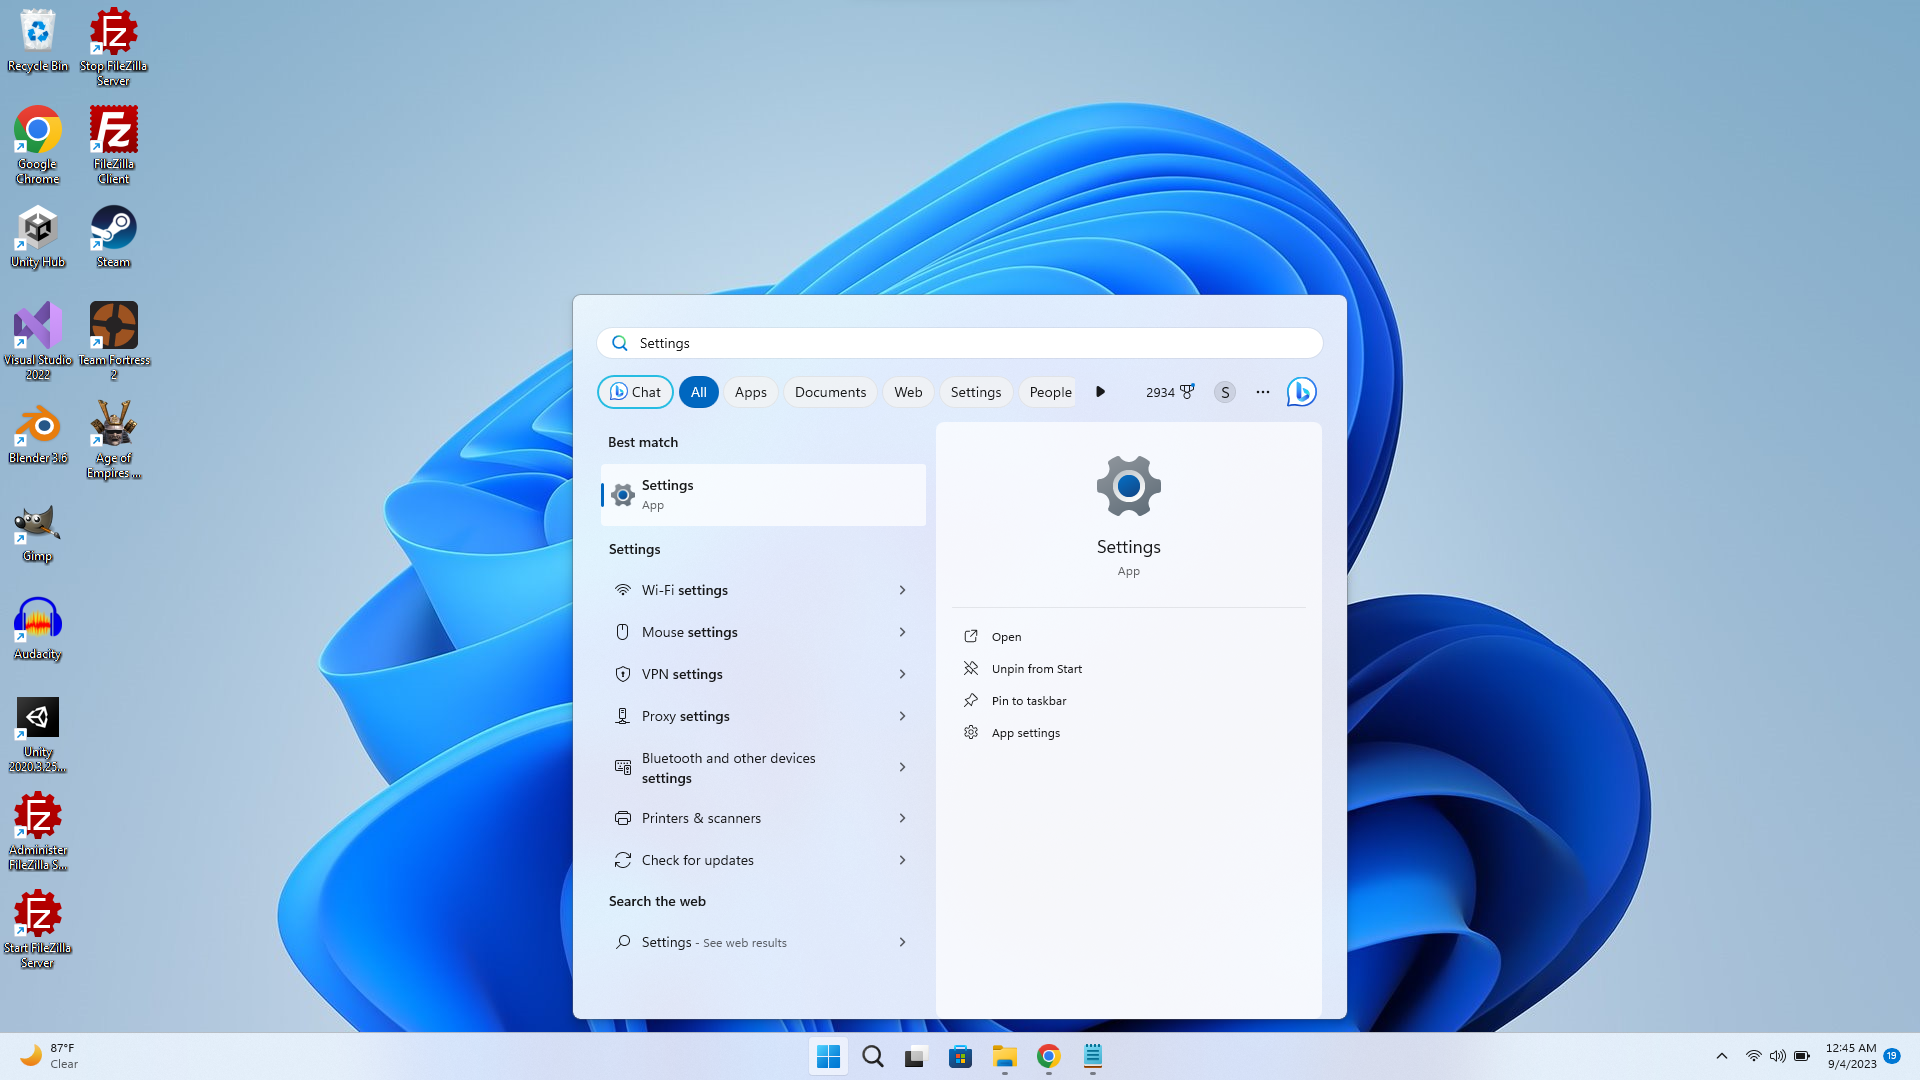 Recycle Bin
Stop FileZilla
Server
Google
Chrome
FileZilla
Client
Unity Hub
Steam
Visual Studio
2022
Team Fortress
2
Blender 3.6
Age of
Empires ...
Gimp
Audacity
Unity
2020.3.25...
Administer
FileZilla S...
Start FileZilla
Server
Settings
Chat
All
Apps
Documents
Web
Settings
People
2934
S
Best match
Settings
App
Settings
Wi-Fi settings
Mouse settings
VPN settings
Proxy settings
Bluetooth and other devices
settings
Printers & scanners
Check for updates
Search the web
Settings - See web results
Settings
App
Open
Unpin from Start
Pin to taskbar
App settings
87°F
Clear
12:45 AM
9/4/2023
19